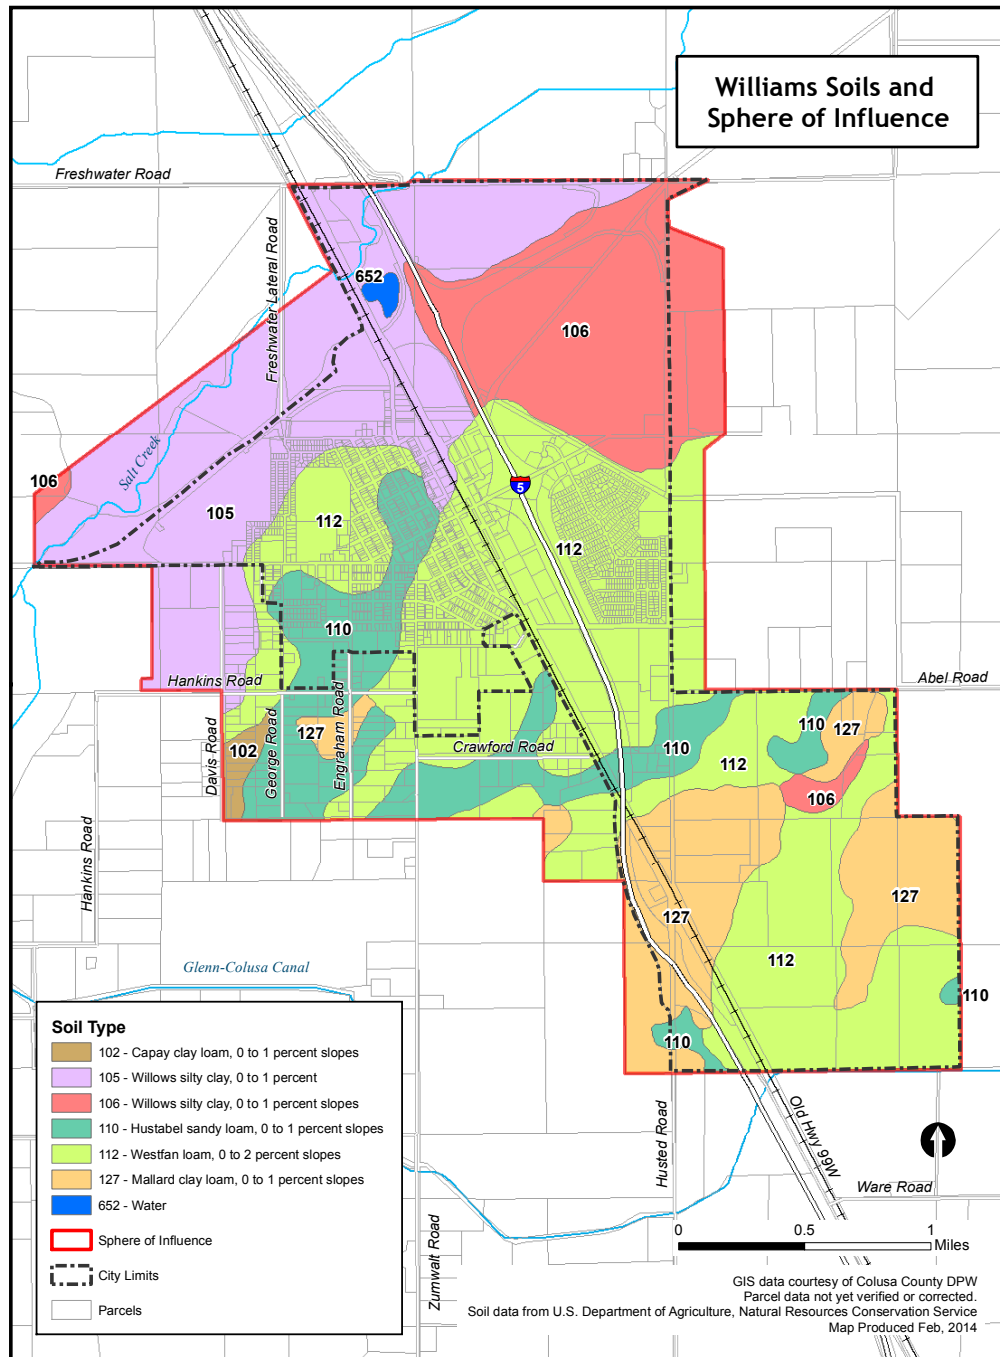 Williams Soils and
Sphere of Influence
Freshwater Road
Freshwater Lateral Road
652
106
Salt Creek
106
5
105
112
112
110
Hankins Road
Abel Road
127
102
Davis Road
George Road
Engraham Road
Crawford Road
110
110
127
112
106
Hankins Road
127
127
112
Glenn-Colusa Canal
110
110
Soil Type
102 - Capay clay loam, 0 to 1 percent slopes
105 - Willows silty clay, 0 to 1 percent
106 - Willows silty clay, 0 to 1 percent slopes
110 - Hustabel sandy loam, 0 to 1 percent slopes
112 - Westfan loam, 0 to 2 percent slopes
127 - Mallard clay loam, 0 to 1 percent slopes
652 - Water
Sphere of Influence
City Limits
Parcels
Zumwalt Road
Husted Road
Old Hwy 99W
Ware Road
0 0.5 1
Miles
GIS data courtesy of Colusa County DPW
Parcel data not yet verified or corrected.
Soil data from U.S. Department of Agriculture, Natural Resources Conservation Service
Map Produced Feb, 2014